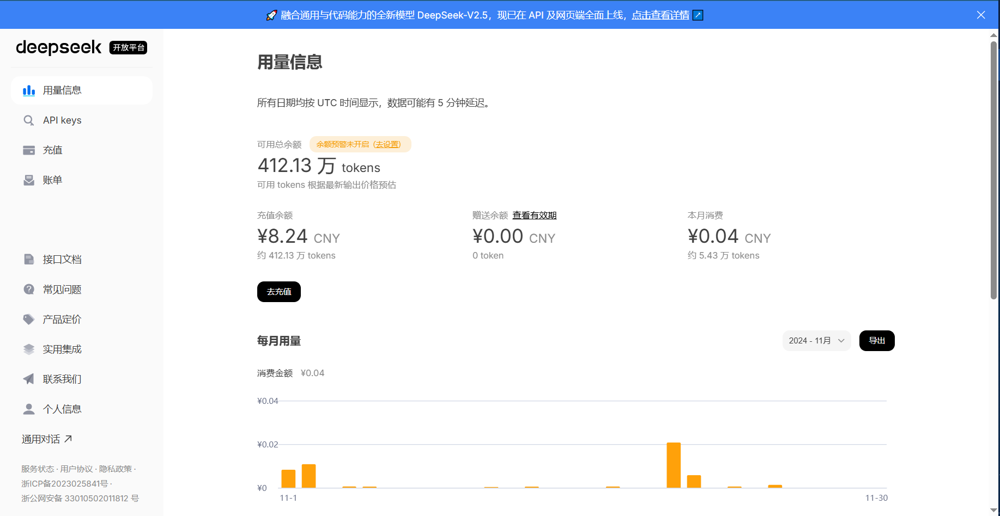 🚀 融合通用与代码能力的全新模型 DeepSeek-V2.5，现已在 API 及网页端全面上线，点击查看详情 ↗
deepseek 开放平台
用量信息
API keys
充值
账单
接口文档
常见问题
产品定价
实用集成
联系我们
个人信息
通用对话 ↗
服务状态 · 用户协议 · 隐私政策 ·
浙ICP备2023025841号 ·
浙公网安备 33010502011812 号
用量信息
所有日期均按 UTC 时间显示，数据可能有 5 分钟延迟。
可用总余额 余额预警未开启（去设置）
412.13 万 tokens
可用 tokens 根据最新输出价格预估
充值余额
¥8.24 CNY
约 412.13 万 tokens
赠送余额 查看有效期
¥0.00 CNY
0 token
本月消费
¥0.04 CNY
约 5.43 万 tokens
去充值
每月用量
2024 - 11月
导出
消费金额 ¥0.04
¥0.04
¥0.02
¥0
11-1
11-30